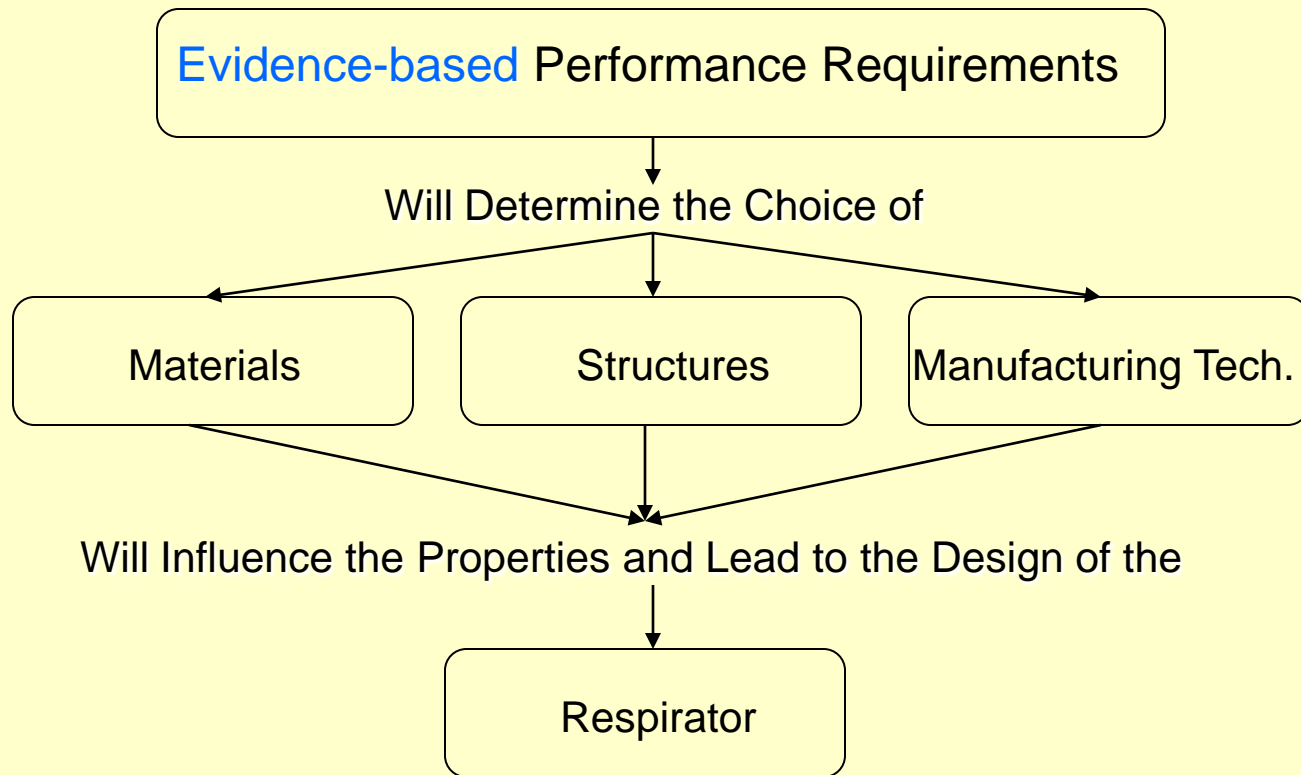 Evidence-based Performance Requirements
Will Determine the Choice of
Materials
Structures
Manufacturing Tech.
Will Influence the Properties and Lead to the Design of the
Respirator